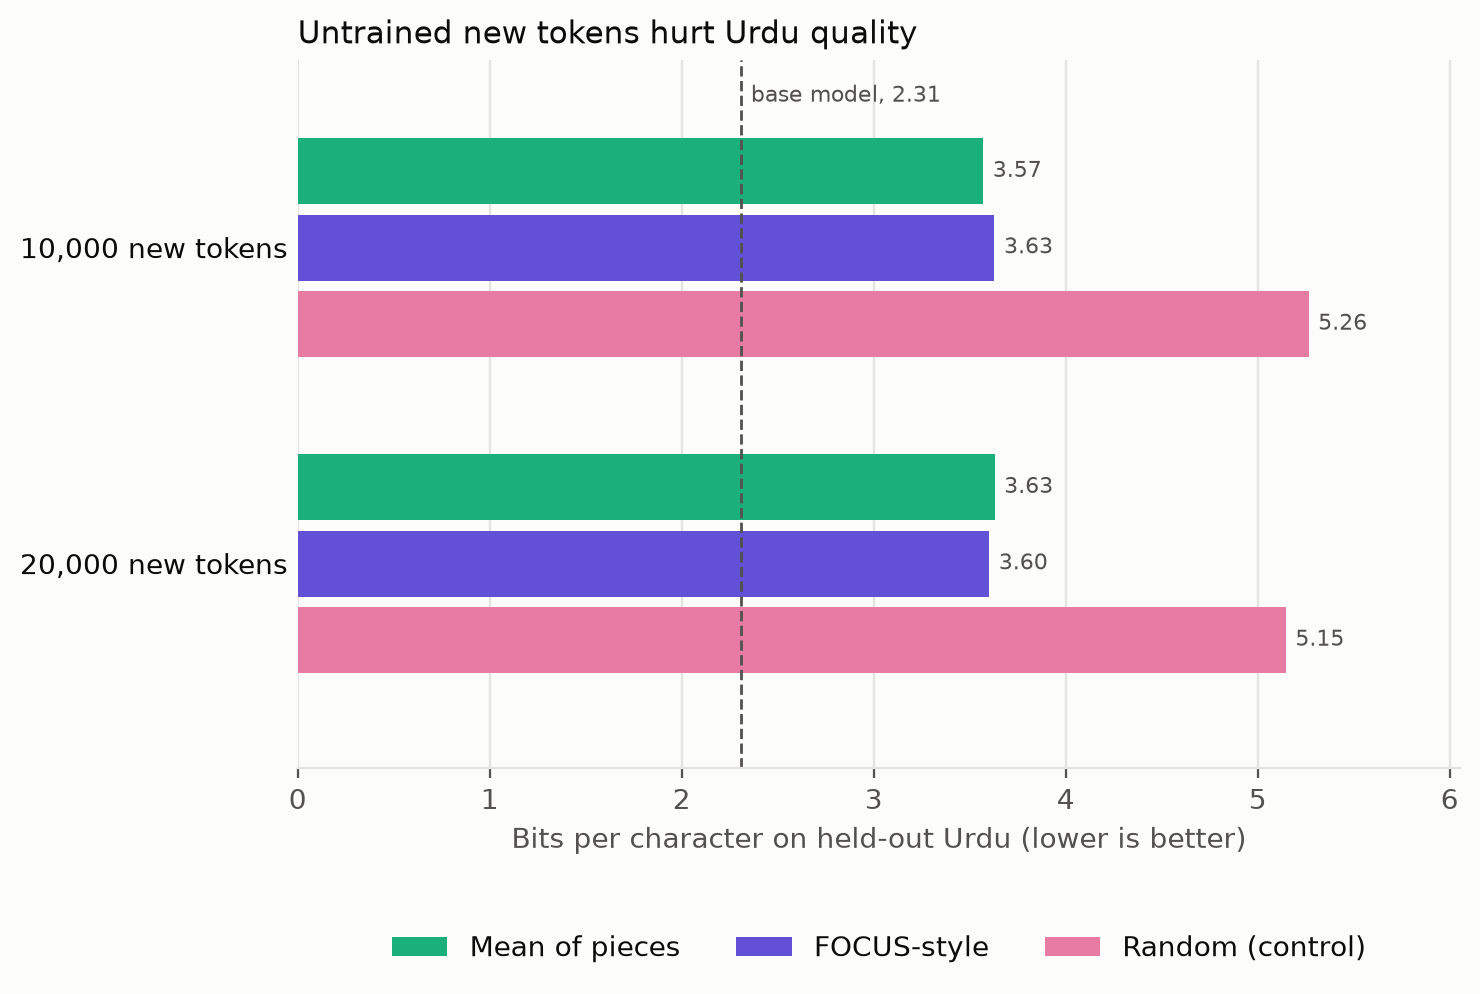 Untrained new tokens hurt Urdu quality
base model, 2.31
3.57
10,000 new tokens
3.63
5.26
3.63
20,000 new tokens
3.60
5.15
0 1 2 3 4 5 6
Bits per character on held-out Urdu (lower is better)
Mean of pieces FOCUS-style Random (control)